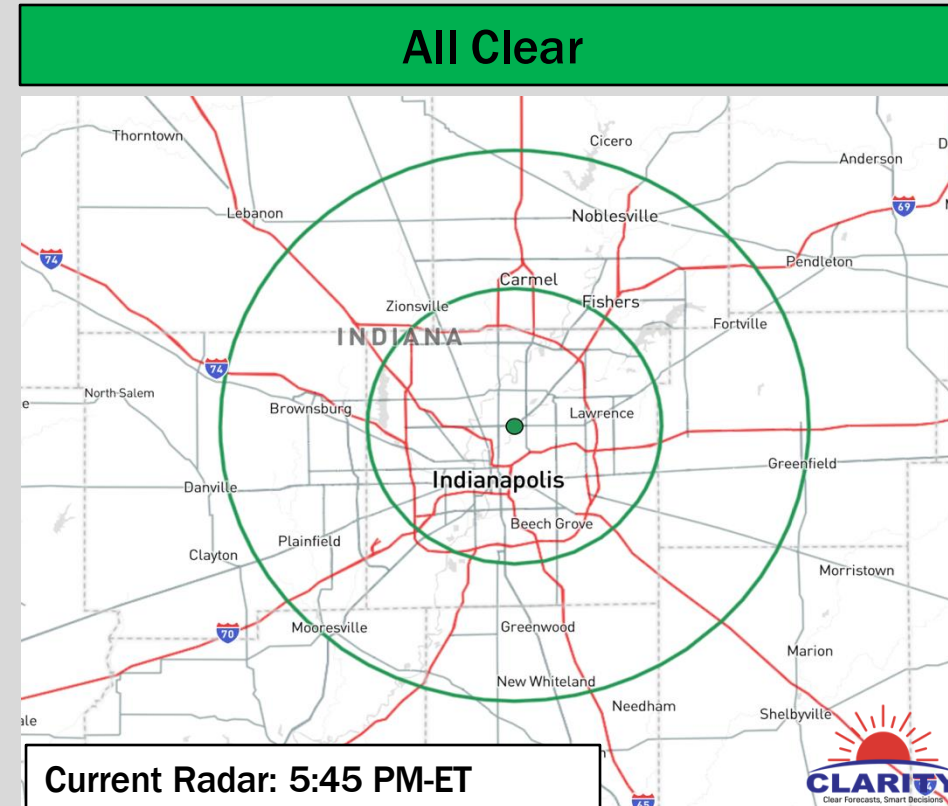 All Clear
Thorntown
Cicero
Anderson
D
Lebanon
Noblesville
69
74
Pendleton
Carmel
Zionsville
Fishers
Fortville
INDIANA
74
North Salem
e
Brownsburg
Lawrence
Greenfield
Indianapolis
Danville
Beech Grove
Plainfield
Clayton
Morristown
70
Mooresville
Greenwood
Marion
New Whiteland
Needham
Shelbyville
ale
Current Radar: 5:45 PM-ET
65
CLARITY
Clear Forecasts, Smart Decisions